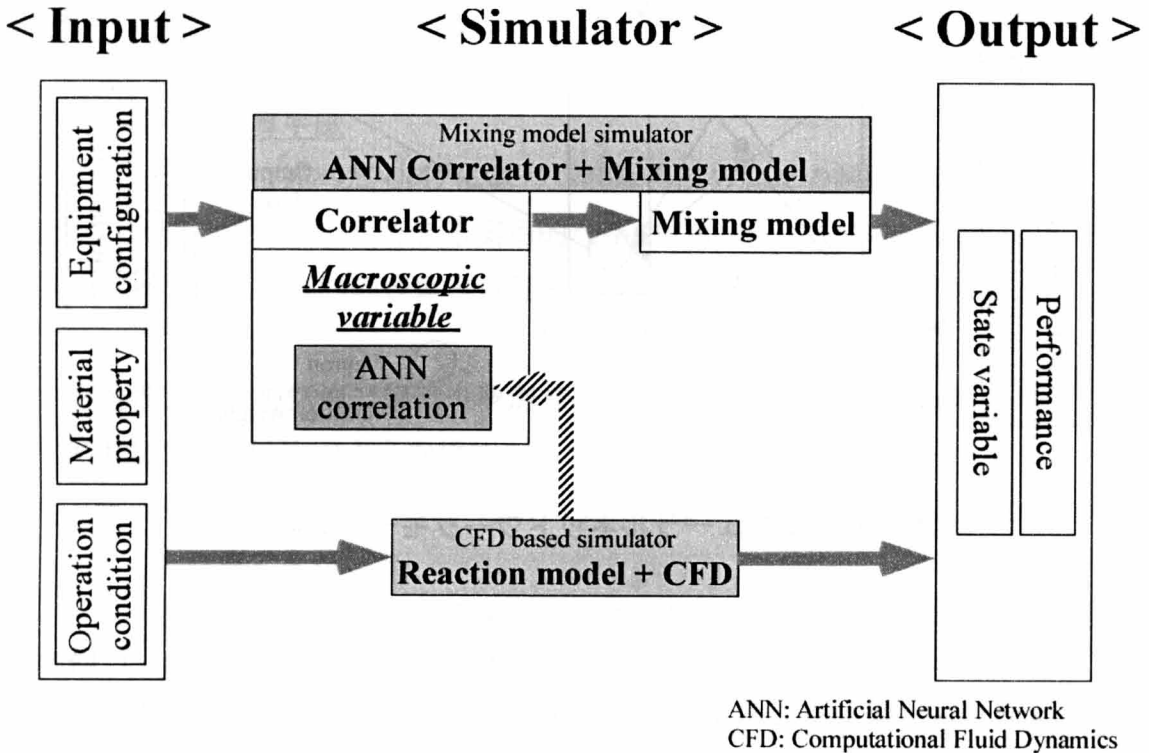 < Input >
< Simulator >
< Output >
Equipment
configuration
Material
property
Operation
condition
Mixing model simulator
ANN Correlator + Mixing model
Correlator
Mixing model
Macroscopic
variable
ANN
correlation
CFD based simulator
Reaction model + CFD
State variable
Performance
ANN: Artificial Neural Network
CFD: Computational Fluid Dynamics